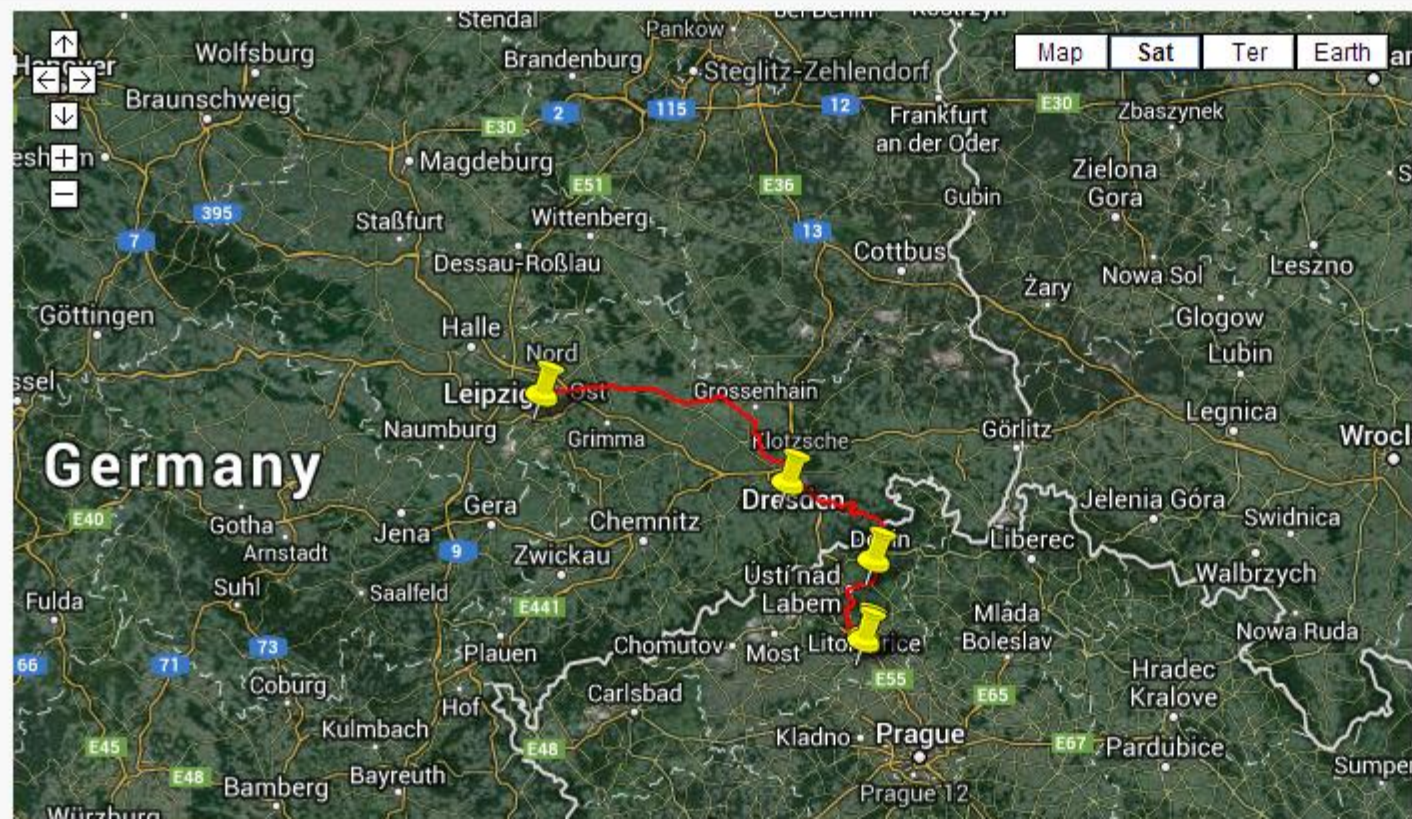 Stendal
Pankow
Wolfsburg
Brandenburg
Steglitz-Zehlendorf
Map
Sat
Ter
Earth
Hanover
Braunschweig
E30
2
115
12
E30
Zbaszynek
Frankfurt
an der Oder
Magdeburg
E51
E36
Zielona
Gora
395
Staßfurt
Wittenberg
Gubin
7
13
Dessau-Roßlau
Cottbus
Nowa Sol
Leszno
Żary
Göttingen
Halle
Glogow
Nord
Lubin
Leipzig
Ost
Grossenhain
Legnica
Naumburg
Grimma
Klotzsche
Görlitz
Germany
Dresden
Jelenia Góra
E40
Gotha
Gera
Chemnitz
Swidnica
Jena
Arnstadt
9
Zwickau
Liberec
Ústí nad
Labem
Walbrzych
Suhl
Saalfeld
Fulda
E441
Mlada
Boleslav
Nowa Ruda
73
66
71
Plauen
Chomutov
Most
Hradec
Kralove
E55
Coburg
Carlsbad
E65
Hof
Kulmbach
Kladno
Prague
E45
E48
E67
Pardubice
E48
Bayreuth
Bamberg
Prague 12